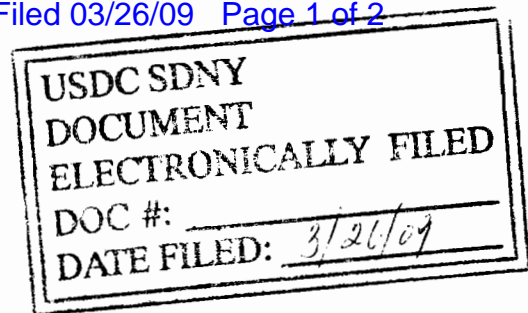 Filed 03/26/09 Page 1 of 2
USDC SDNY
DOCUMENT
ELECTRONICALLY FILED
DOC #:
DATE FILED: 3/26/09